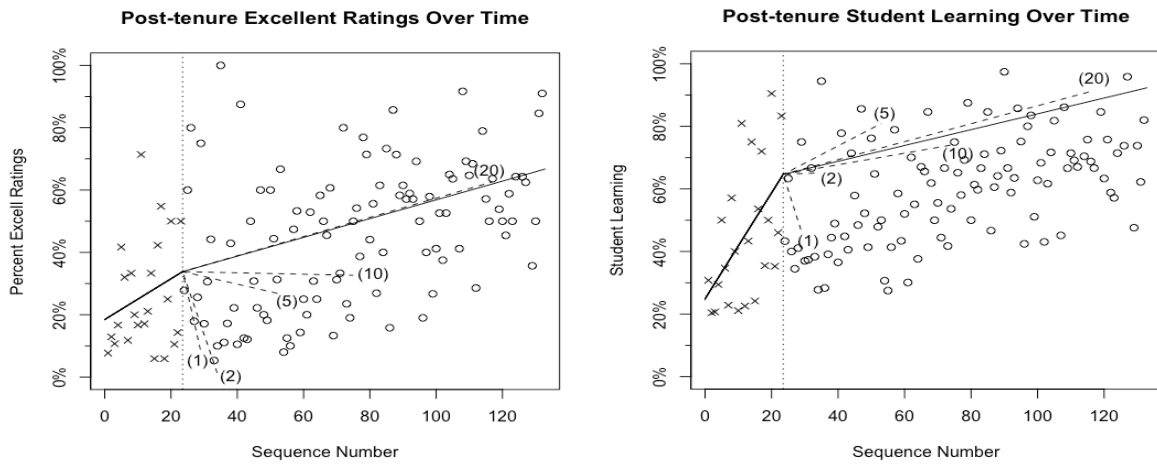 Post-tenure Excellent Ratings Over Time
Percent Excell Ratings
100%
80%
60%
40%
20%
0%
(20)
(10)
(5)
(1)
(2)
0 20 40 60 80 100 120
Sequence Number
Post-tenure Student Learning Over Time
Student Learning
100%
80%
60%
40%
20%
0%
(20)
(5)
(10)
(2)
(1)
0 20 40 60 80 100 120
Sequence Number